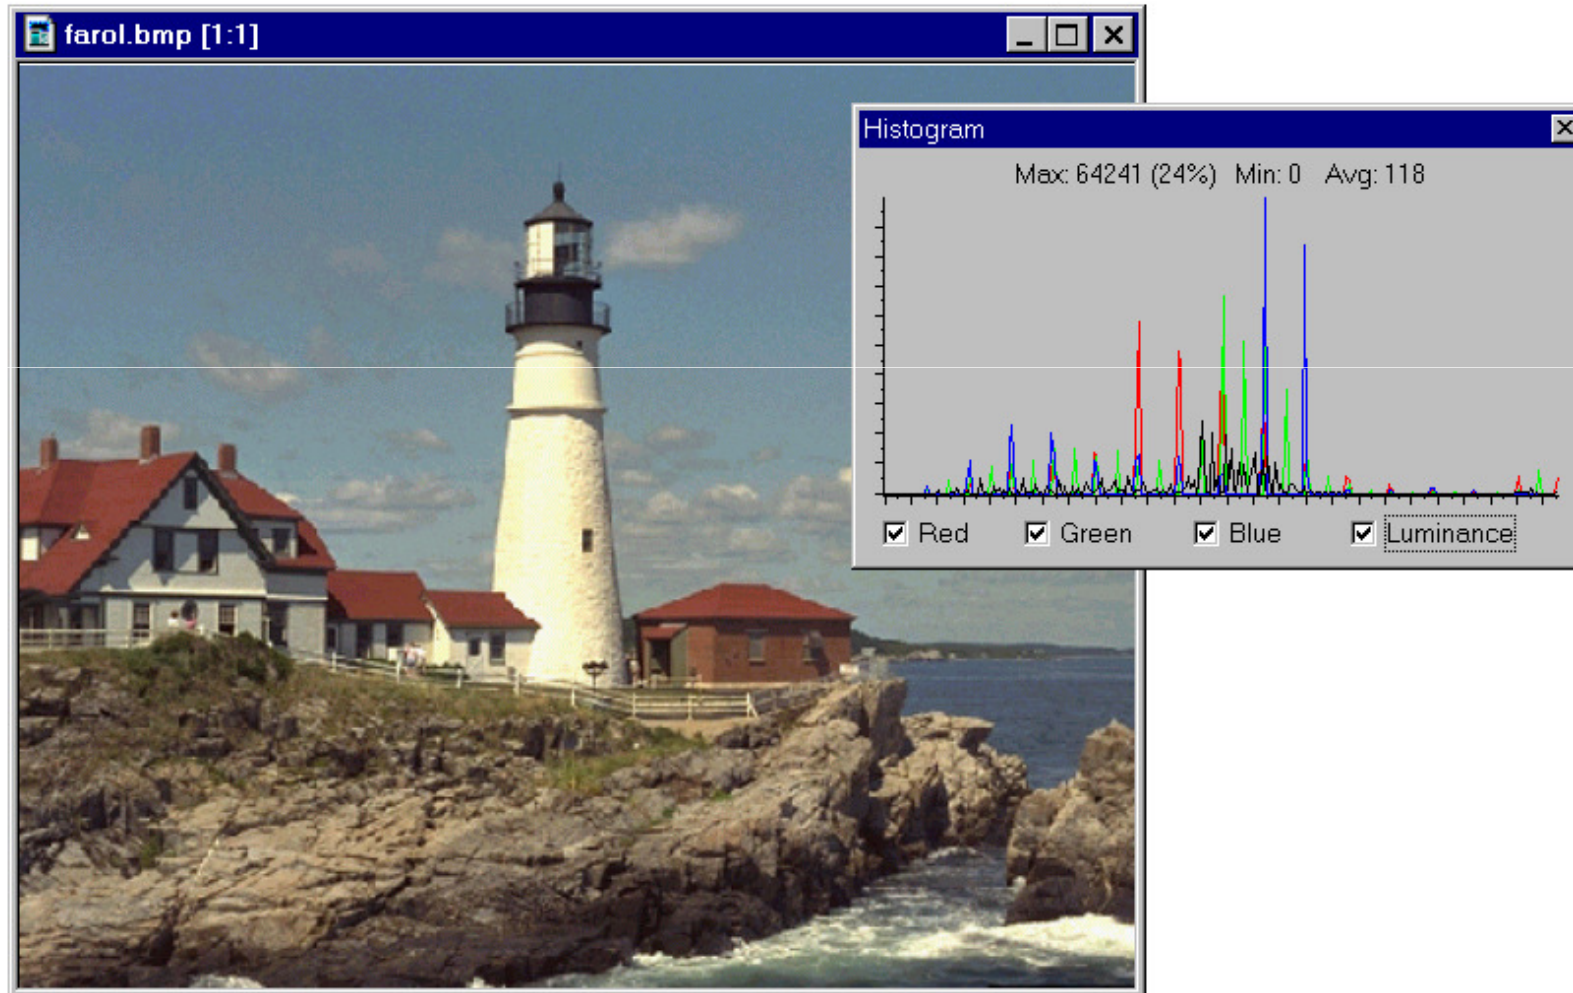 farol.bmp [1:1]
Histogram
Max: 64241 (24%) Min: 0 Avg: 118
Red Green Blue Luminance